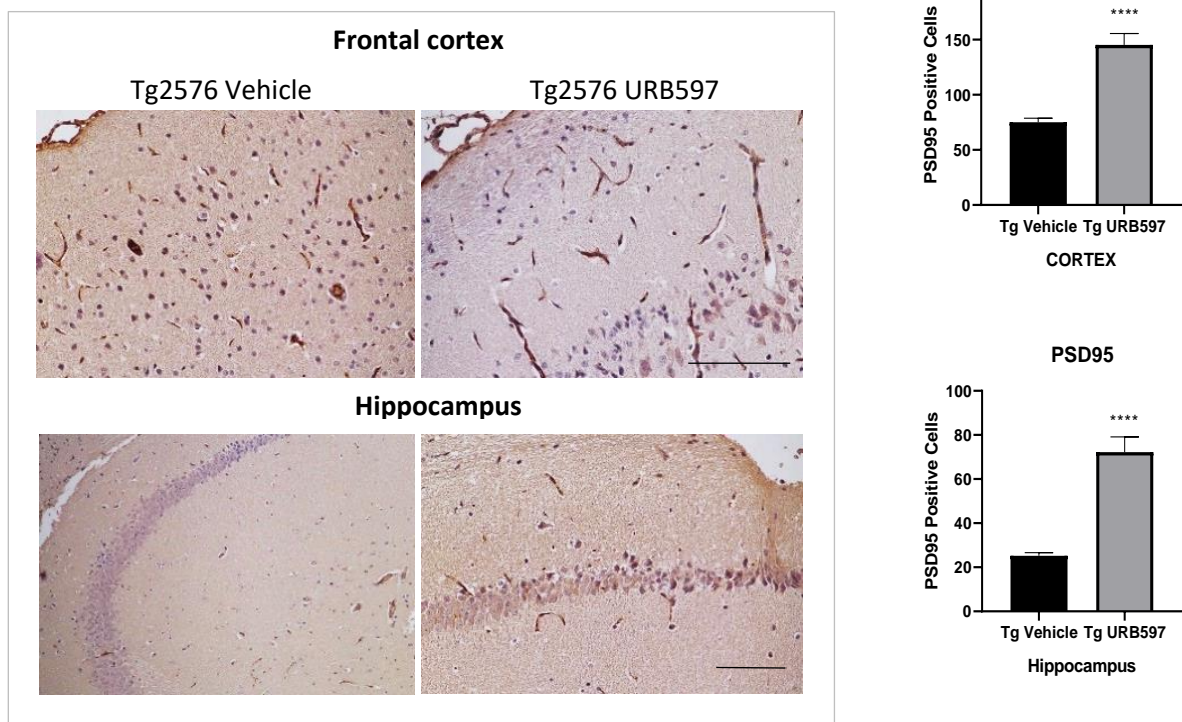 Frontal cortex
Tg2576 Vehicle
Tg2576 URB597
Hippocampus
PSD95 Positive Cells
150
100
50
0
****
Tg Vehicle Tg URB597
CORTEX
PSD95
PSD95 Positive Cells
100
80
60
40
20
0
****
Tg Vehicle Tg URB597
Hippocampus